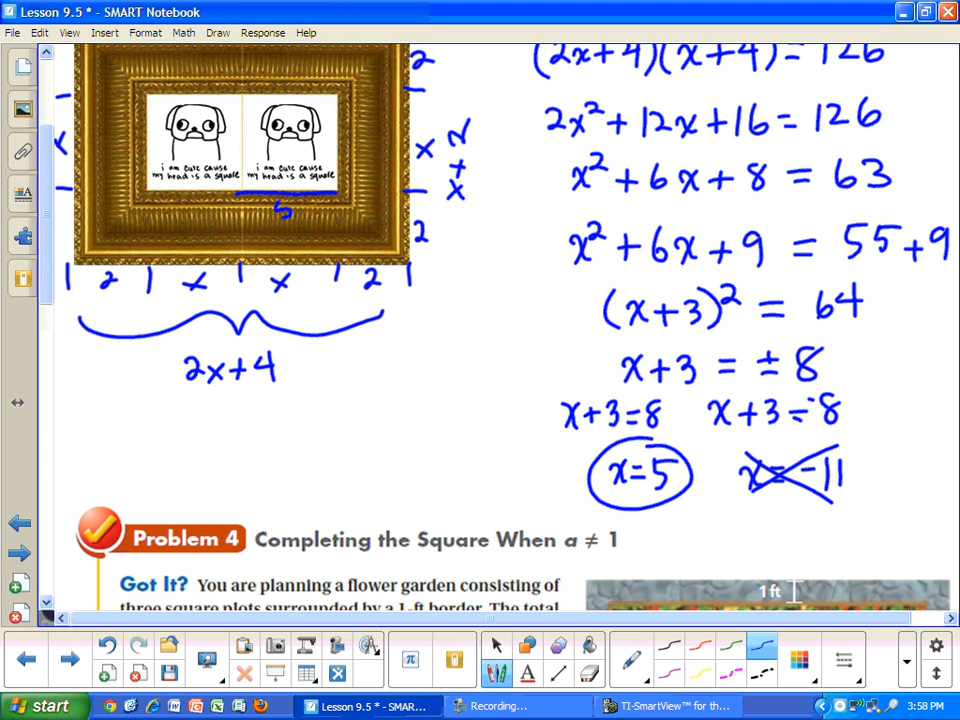 Lesson 9.5 * - SMART Notebook
File Edit View Insert Format Math Draw Response Help
(2x+4)(x+4)=126
2x²+12x+16=126
x²+6x+8 = 63
x²+6x+9 = 55+9
(x+3)² = 64
x+3 = ±8
x+3=8 x+3=-8
x=5 x=-11
2
x
x
2
+
x
2
i am cute cause
my head is a square
i am cute cause
my head is a square
5
2 x x 2
2x+4
Problem 4 Completing the Square When a ≠ 1
Got It? You are planning a flower garden consisting of
three square plots surrounded by a 1-ft border. The total
1 ft
π
A
start
Lesson 9.5 * - SMAR...
Recording...
TI-SmartView™ for th...
3:58 PM